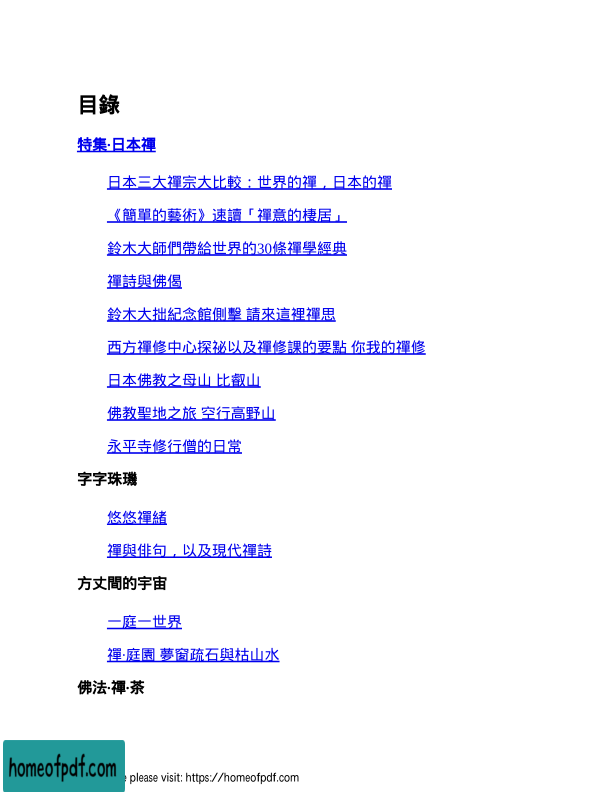 目錄
特集·日本禪
日本三大禪宗大比較：世界的禪，日本的禪
《簡單的藝術》速讀「禪意的棲居」
鈴木大師們帶給世界的30條禪學經典
禪詩與佛偈
鈴木大拙紀念館側擊 請來這裡禪思
西方禪修中心探祕以及禪修課的要點 你我的禪修
日本佛教之母山 比叡山
佛教聖地之旅 空行高野山
永平寺修行僧的日常
字字珠璣
悠悠禪緒
禪與俳句，以及現代禪詩
方丈間的宇宙
一庭一世界
禪·庭園 夢窗疏石與枯山水
佛法·禪·茶
homeofpdf.com
please visit: https://homeofpdf.com